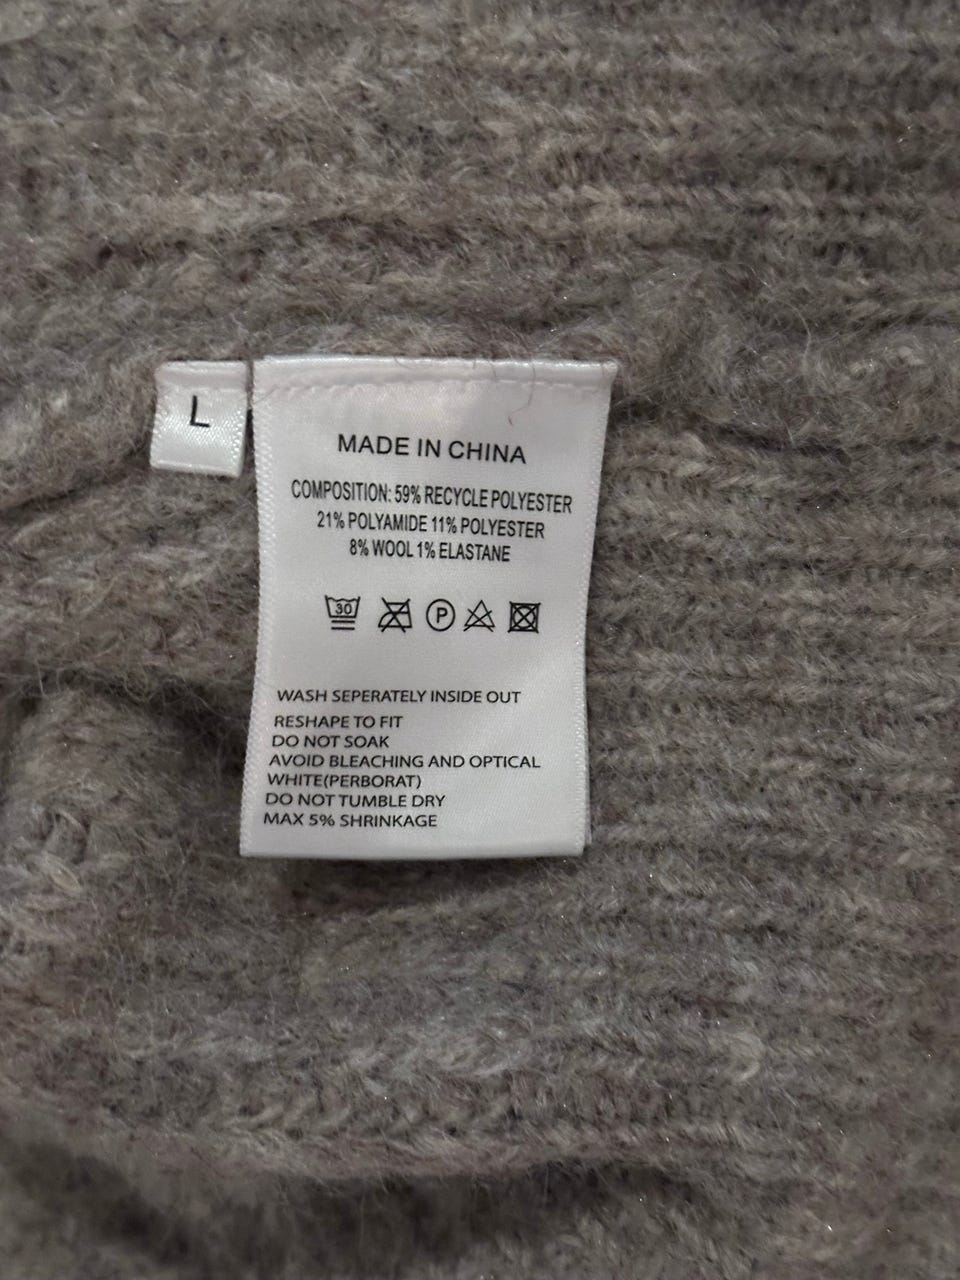 L
MADE IN CHINA
COMPOSITION: 59% RECYCLE POLYESTER
21% POLYAMIDE 11% POLYESTER
8% WOOL 1% ELASTANE
30 P
WASH SEPERATELY INSIDE OUT
RESHAPE TO FIT
DO NOT SOAK
AVOID BLEACHING AND OPTICAL
WHITE(PERBORAT)
DO NOT TUMBLE DRY
MAX 5% SHRINKAGE